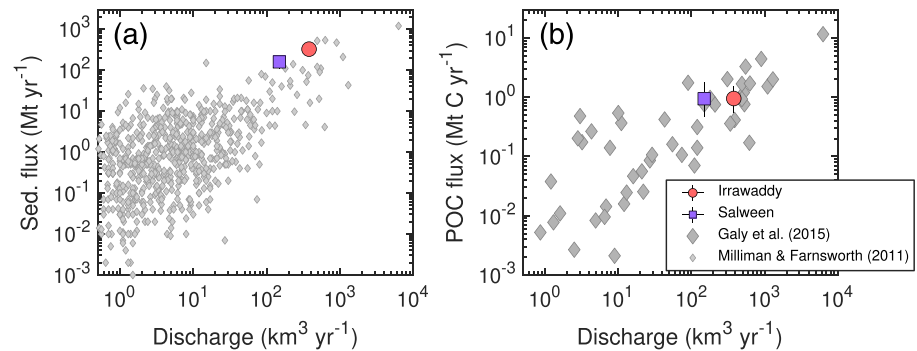 (a)
Sed. flux (Mt yr⁻¹)
10³
10²
10¹
10⁰
10⁻¹
10⁻²
10⁻³
10⁰ 10¹ 10² 10³ 10⁴
Discharge (km³ yr⁻¹)
(b)
POC flux (Mt C yr⁻¹)
10¹
10⁰
10⁻¹
10⁻²
10⁻³
10⁰ 10¹ 10² 10³ 10⁴
Discharge (km³ yr⁻¹)
Irrawaddy
Salween
Galy et al. (2015)
Milliman & Farnsworth (2011)